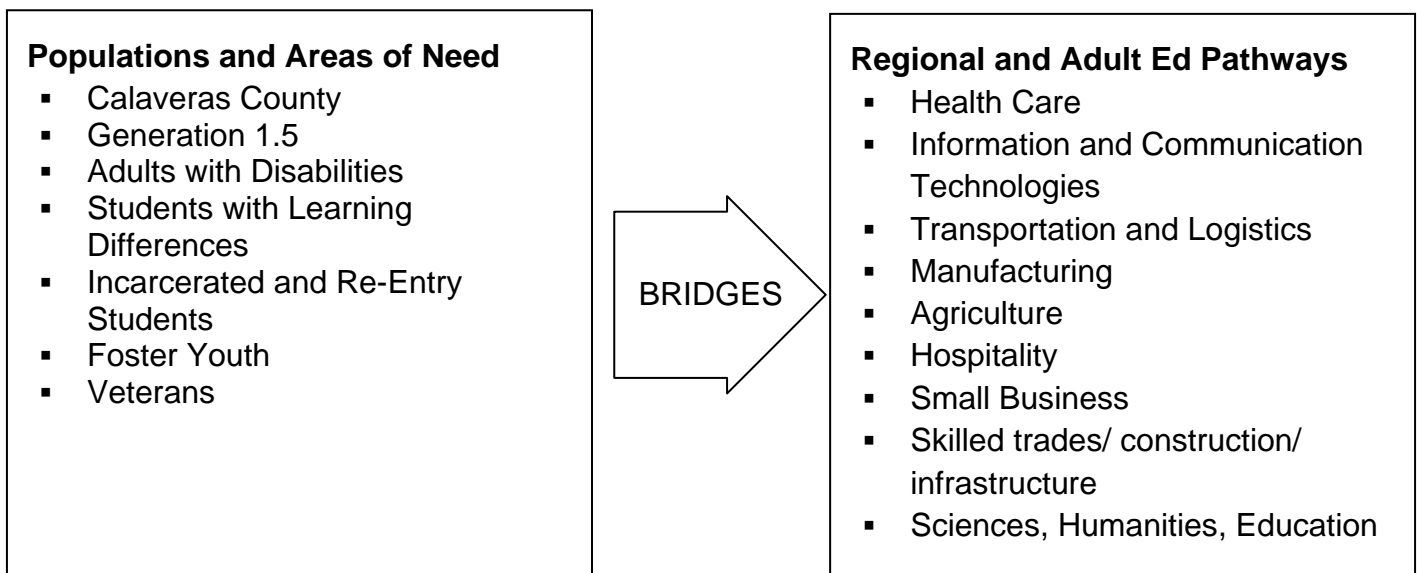 Populations and Areas of Need
▪ Calaveras County
▪ Generation 1.5
▪ Adults with Disabilities
▪ Students with Learning
Differences
▪ Incarcerated and Re-Entry
Students
▪ Foster Youth
▪ Veterans
BRIDGES
Regional and Adult Ed Pathways
▪ Health Care
▪ Information and Communication
Technologies
▪ Transportation and Logistics
▪ Manufacturing
▪ Agriculture
▪ Hospitality
▪ Small Business
▪ Skilled trades/ construction/
infrastructure
▪ Sciences, Humanities, Education